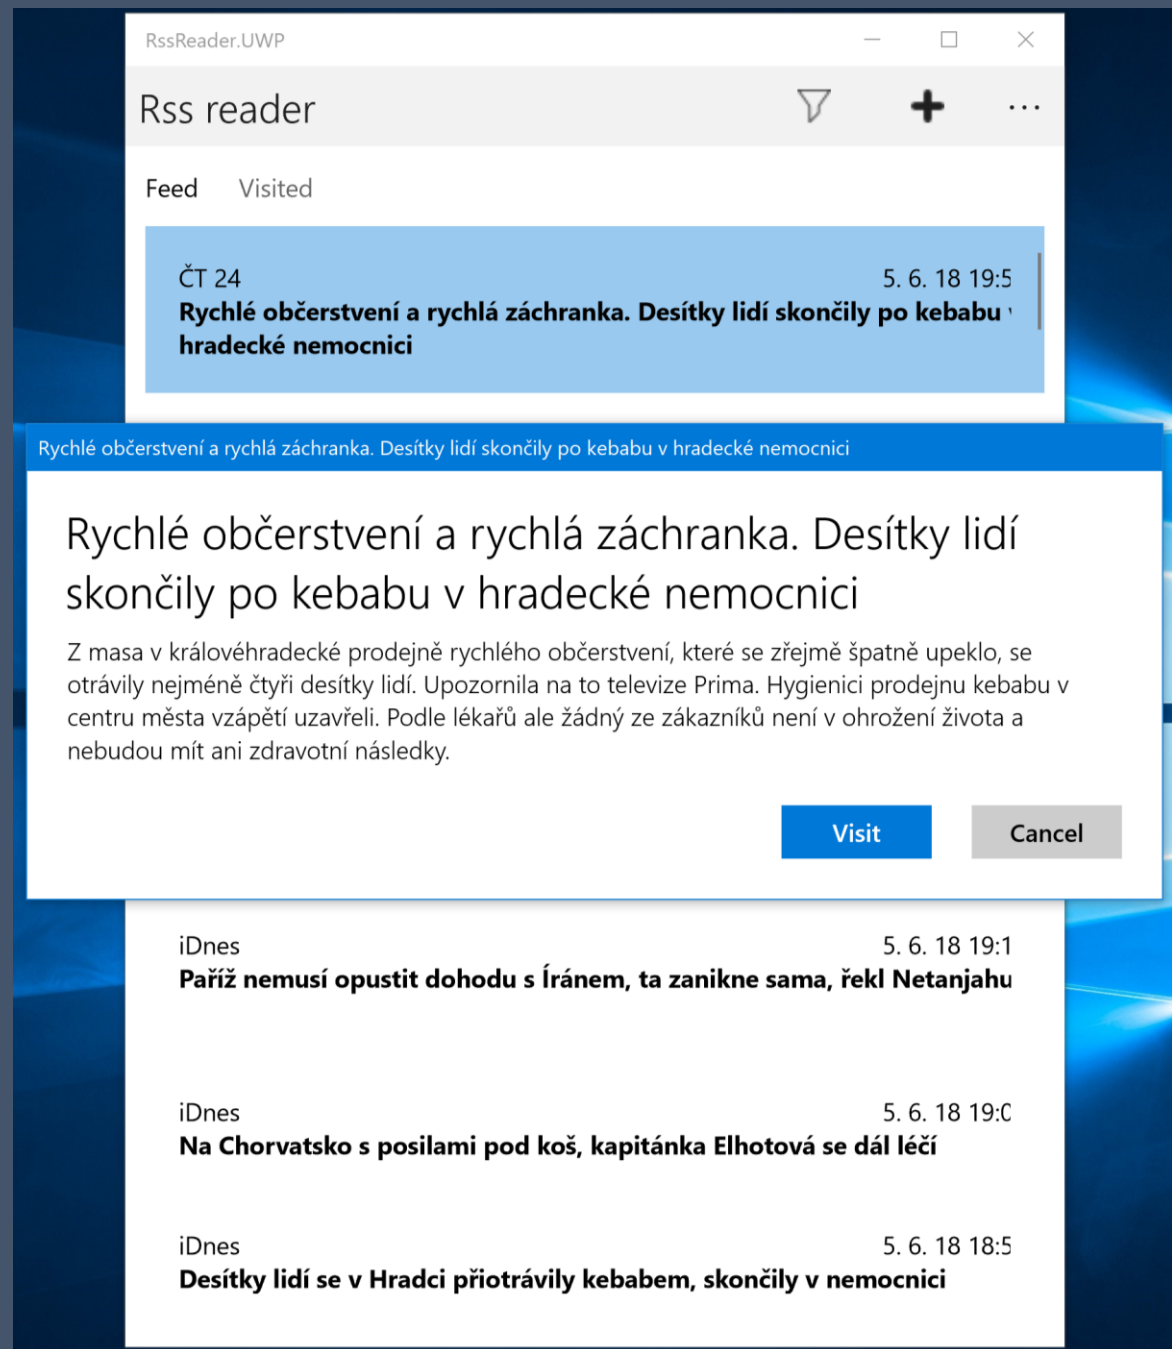 RssReader.UWP
Rss reader
Feed Visited
ČT 24 5. 6. 18 19:5
Rychlé občerstvení a rychlá záchranka. Desítky lidí skončily po kebabu
hradecké nemocnici
Rychlé občerstvení a rychlá záchranka. Desítky lidí skončily po kebabu v hradecké nemocnici
Rychlé občerstvení a rychlá záchranka. Desítky lidí
skončily po kebabu v hradecké nemocnici
Z masa v královéhradecké prodejně rychlého občerstvení, které se zřejmě špatně upeklo, se
otrávily nejméně čtyři desítky lidí. Upozornila na to televize Prima. Hygienici prodejnu kebabu v
centru města vzápětí uzavřeli. Podle lékařů ale žádný ze zákazníků není v ohrožení života a
nebudou mít ani zdravotní následky.
Visit Cancel
iDnes 5. 6. 18 19:1
Paříž nemusí opustit dohodu s Íránem, ta zanikne sama, řekl Netanjahu
iDnes 5. 6. 18 19:0
Na Chorvatsko s posilami pod koš, kapitánka Elhotová se dál léčí
iDnes 5. 6. 18 18:5
Desítky lidí se v Hradci přiotrávily kebabem, skončily v nemocnici